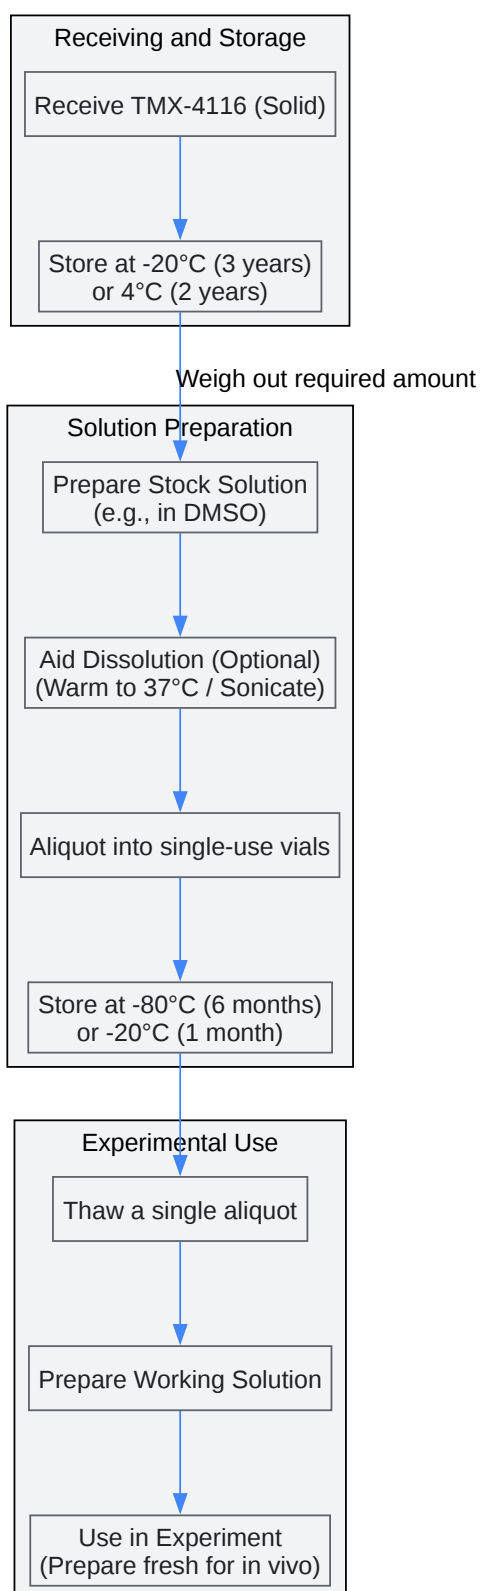 Receiving and Storage
Receive TMX-4116 (Solid)
Store at -20°C (3 years)
or 4°C (2 years)
Weigh out required amount
Solution Preparation
Prepare Stock Solution
(e.g., in DMSO)
Aid Dissolution (Optional)
(Warm to 37°C / Sonicate)
Aliquot into single-use vials
Store at -80°C (6 months)
or -20°C (1 month)
Experimental Use
Thaw a single aliquot
Prepare Working Solution
Use in Experiment
(Prepare fresh for in vivo)